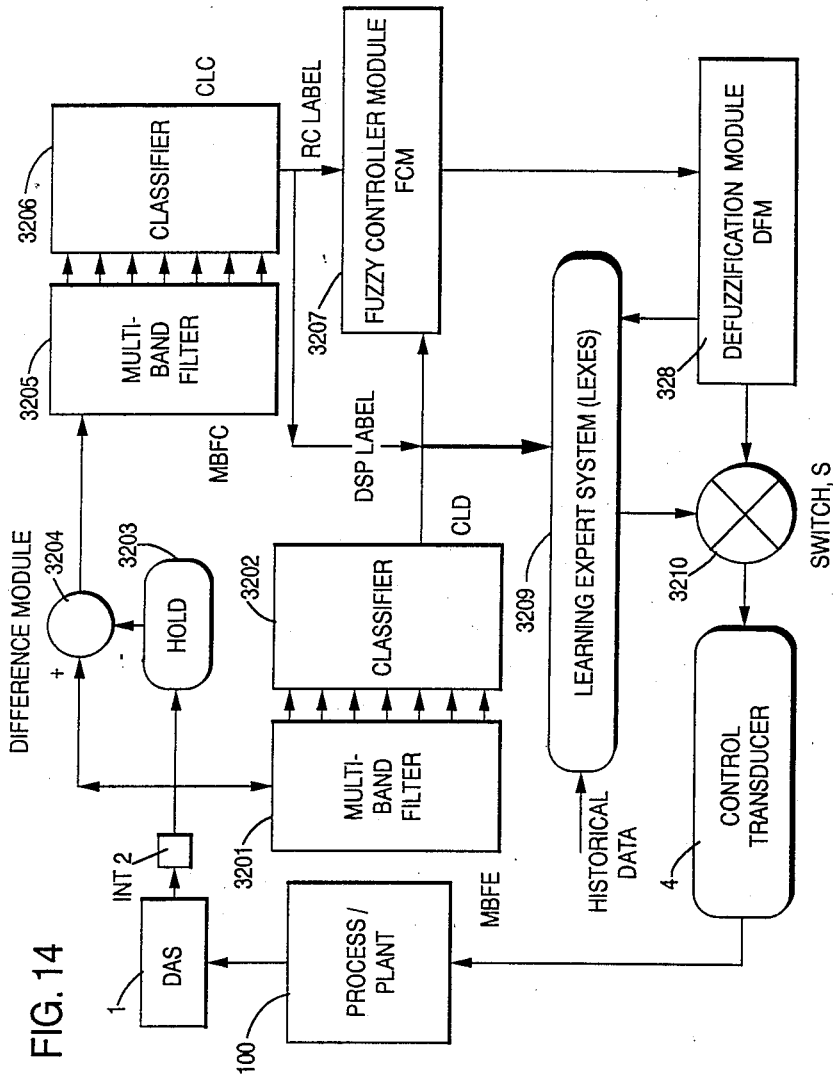 FIG. 14
1
DAS
INT 2
100
PROCESS /
PLANT
DIFFERENCE MODULE
+
3204
-
3203
HOLD
3201
MULTI-
BAND
FILTER
MBFE
3202
CLASSIFIER
CLD
3205
MULTI-
BAND
FILTER
MBFC
3206
CLASSIFIER
CLC
RC LABEL
DSP LABEL
3207
FUZZY CONTROLLER MODULE
FCM
HISTORICAL
DATA
3209
LEARNING EXPERT SYSTEM (LEXES)
4
CONTROL
TRANSDUCER
3210
SWITCH, S
328
DEFUZZIFICATION MODULE
DFM